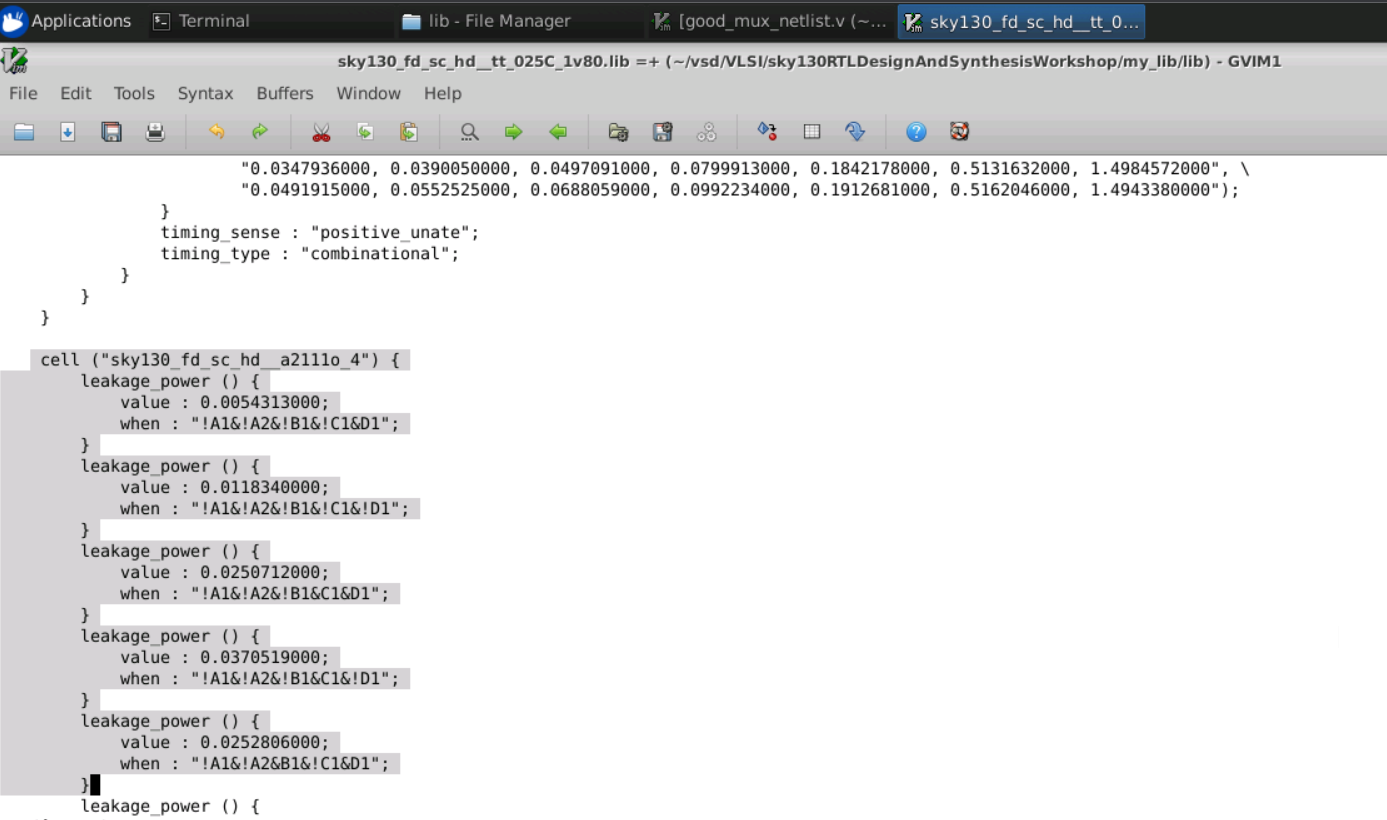 Applications Terminal lib - File Manager [good_mux_netlist.v (~... sky130_fd_sc_hd__tt_0...
sky130_fd_sc_hd__tt_025C_1v80.lib =+ (~/vsd/VLSI/sky130RTLDesignAndSynthesisWorkshop/my_lib/lib) - GVIM1
File Edit Tools Syntax Buffers Window Help
"0.0347936000, 0.0390050000, 0.0497091000, 0.0799913000, 0.1842178000, 0.5131632000, 1.4984572000", \
"0.0491915000, 0.0552525000, 0.0688059000, 0.0992234000, 0.1912681000, 0.5162046000, 1.4943380000");
}
timing_sense : "positive_unate";
timing_type : "combinational";
}
}
}
cell ("sky130_fd_sc_hd__a2111o_4") {
leakage_power () {
value : 0.0054313000;
when : "!A1&!A2&!B1&!C1&D1";
}
leakage_power () {
value : 0.0118340000;
when : "!A1&!A2&!B1&!C1&!D1";
}
leakage_power () {
value : 0.0250712000;
when : "!A1&!A2&!B1&C1&D1";
}
leakage_power () {
value : 0.0370519000;
when : "!A1&!A2&!B1&C1&!D1";
}
leakage_power () {
value : 0.0252806000;
when : "!A1&!A2&B1&!C1&D1";
}
leakage_power () {